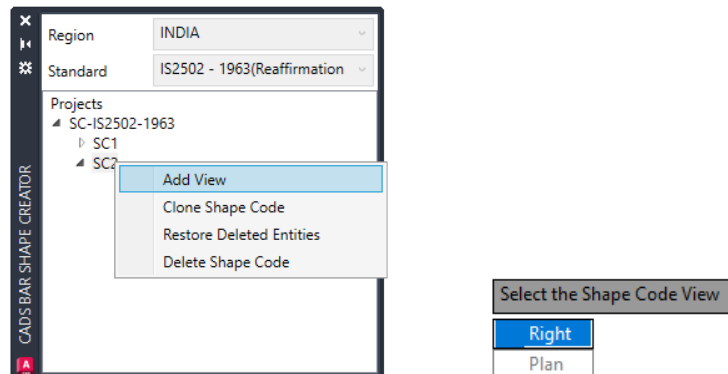 Region INDIA
Standard IS2502 - 1963(Reaffirmation
Projects
SC-IS2502-1963
SC1
SC2
Add View
Clone Shape Code
Restore Deleted Entities
Delete Shape Code
CADS BAR SHAPE CREATOR
Select the Shape Code View
Right
Plan